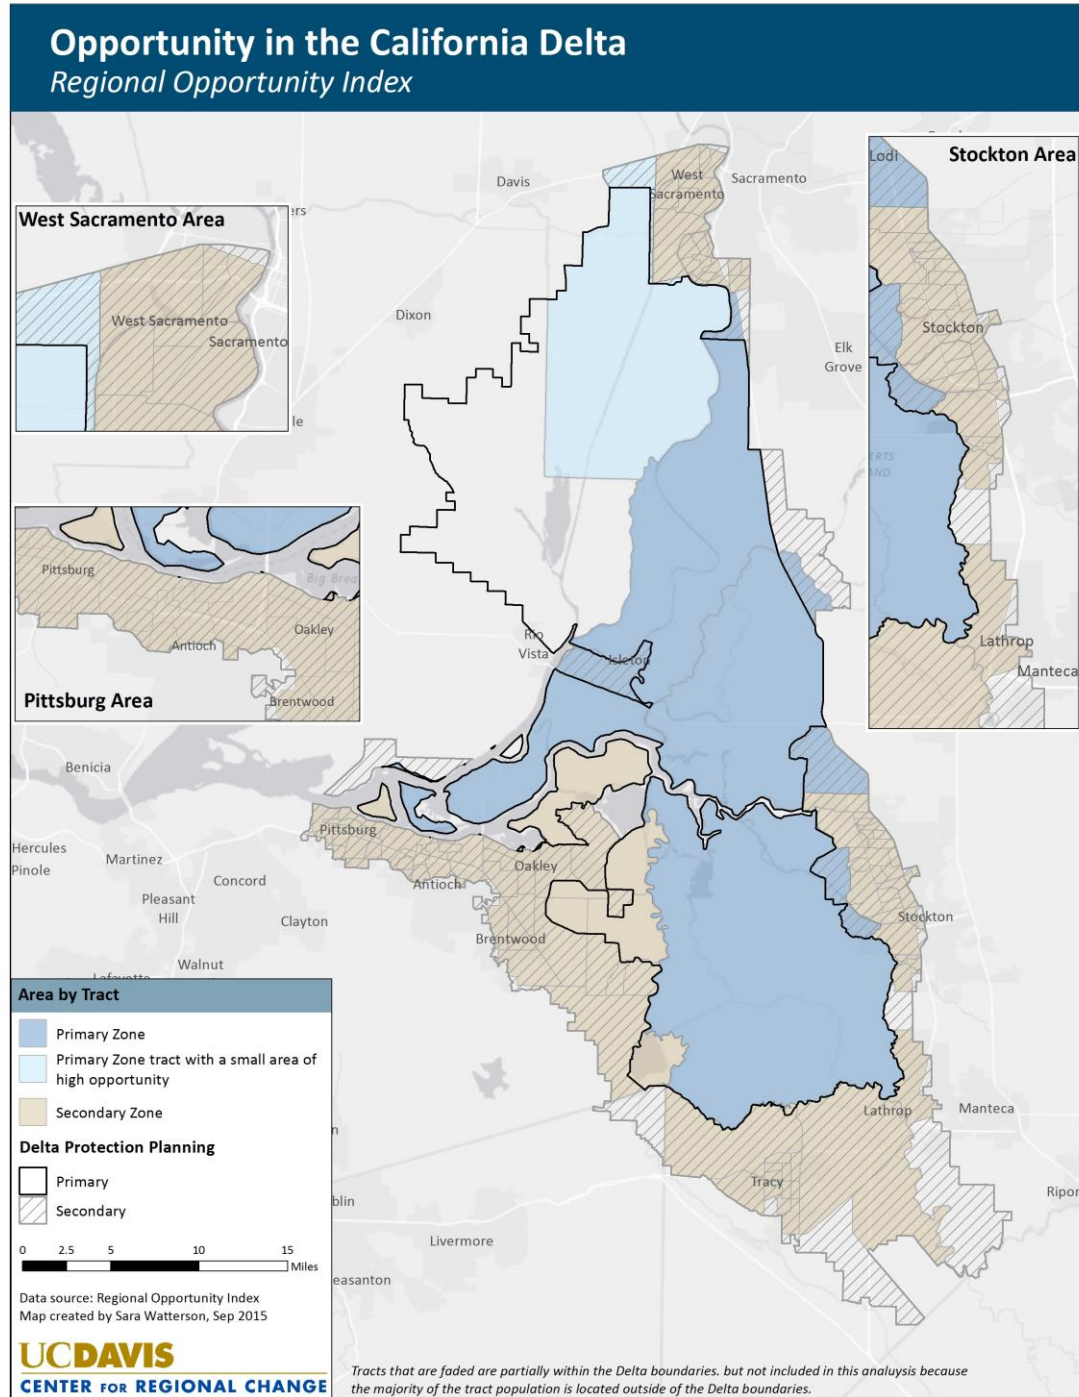 Opportunity in the California Delta
Regional Opportunity Index
Stockton Area
Lodi
Stockton
Lathrop
Manteca
West Sacramento Area
West Sacramento
Sacramento
Davis
West
Sacramento
Sacramento
Dixon
Elk
Grove
Pittsburg
Antioch
Oakley
Brentwood
Pittsburg Area
Rio
Vista
Isleton
Benicia
Hercules
Pinole
Martinez
Concord
Pleasant
Hill
Clayton
Walnut
Pittsburg
Antioch
Oakley
Brentwood
Stockton
Lathrop
Manteca
Tracy
Ripon
Livermore
Area by Tract
Primary Zone
Primary Zone tract with a small area of
high opportunity
Secondary Zone
Delta Protection Planning
Primary
Secondary
0 2.5 5 10 15
Miles
Data source: Regional Opportunity Index
Map created by Sara Watterson, Sep 2015
UCDAVIS
CENTER FOR REGIONAL CHANGE
Tracts that are faded are partially within the Delta boundaries. but not included in this analuysis because
the majority of the tract population is located outside of the Delta boundaries.